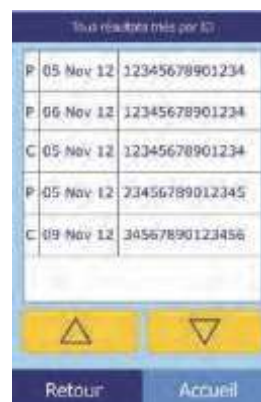 Tous résultats triés par ID
P 05 Nov 12 12345678901234
P 06 Nov 12 12345678901234
C 05 Nov 12 12345678901234
P 05 Nov 12 23456789012345
C 09 Nov 12 34567890123456
Retour Accueil